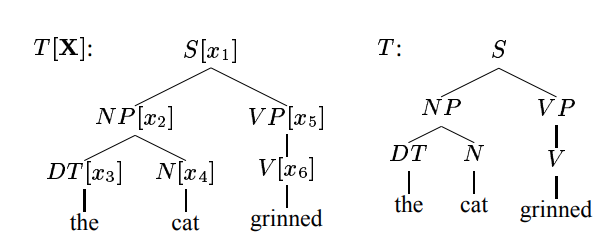 T[X]: S[x₁] T: S
NP[x₂] VP[x₅] NP VP
DT[x₃] N[x₄] V[x₆] DT N V
the cat grinned the cat grinned